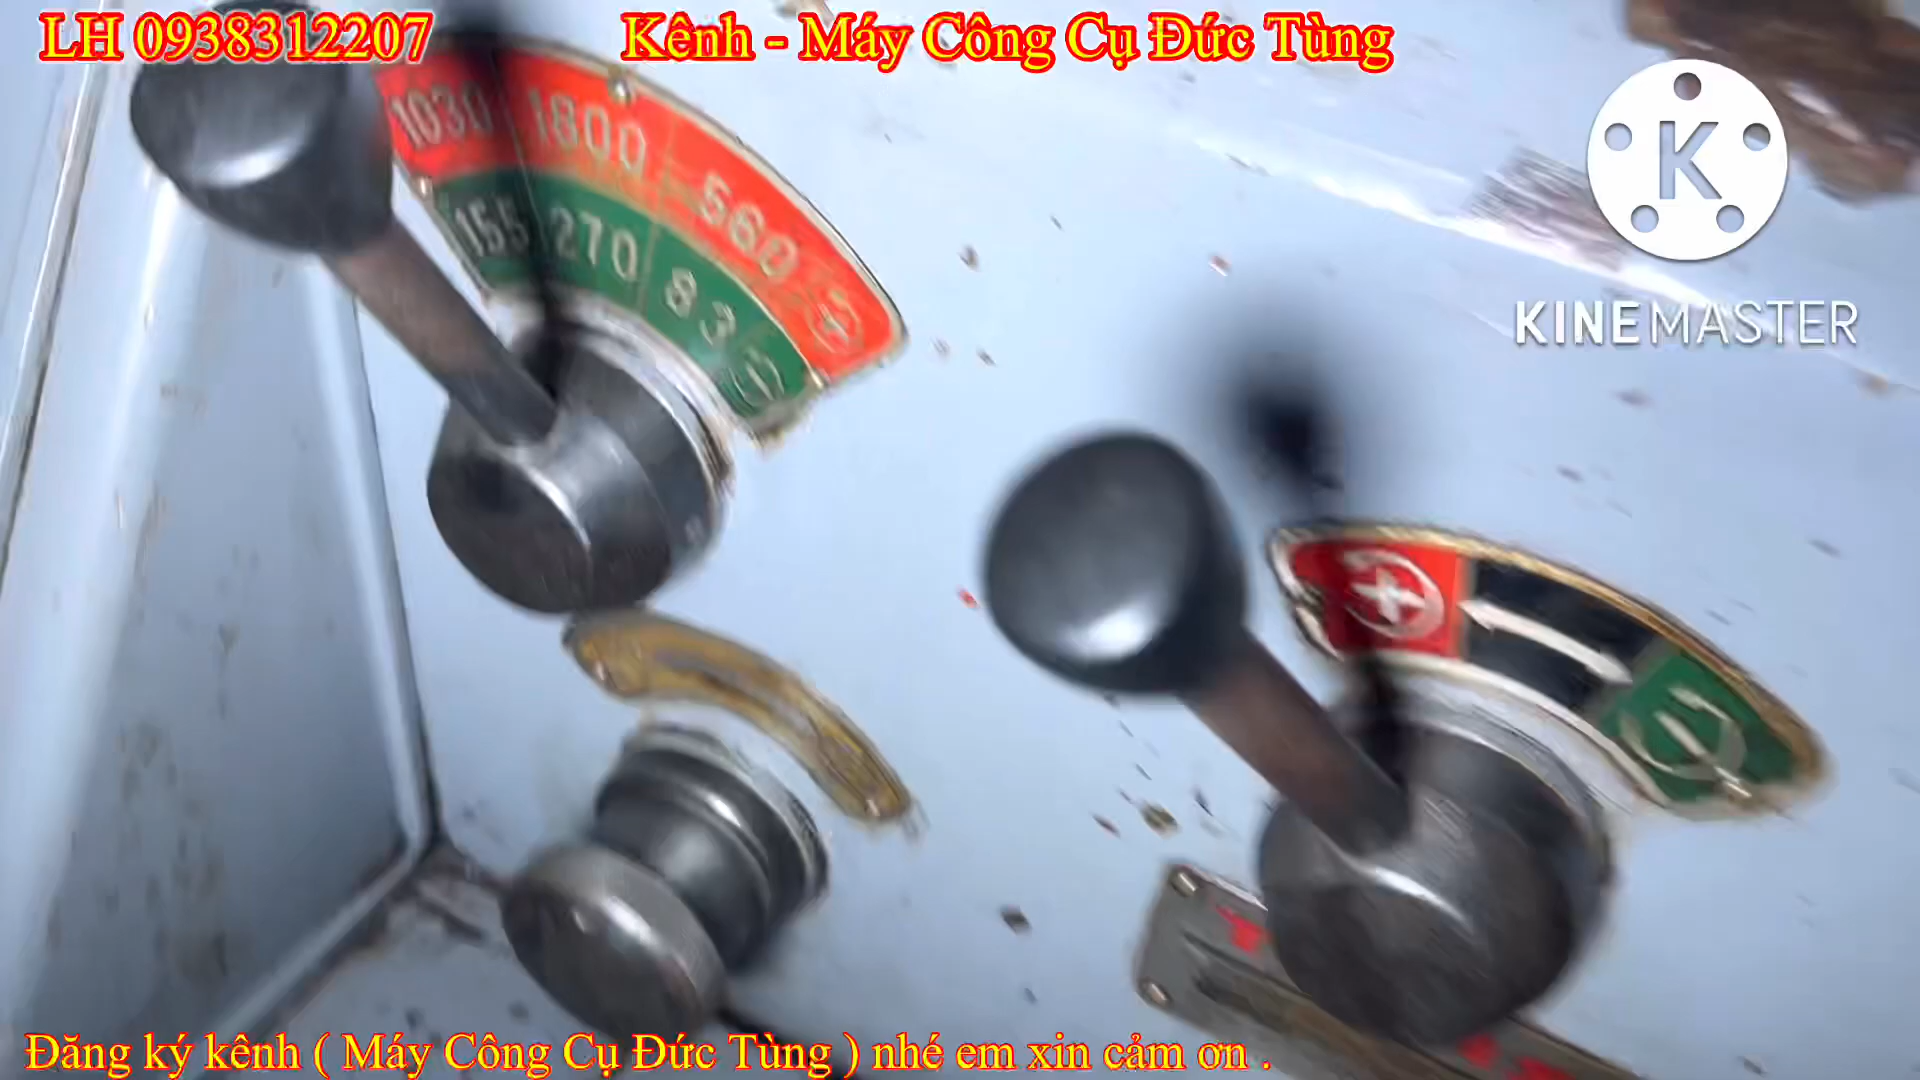 LH 0938312207
Kênh - Máy Công Cụ Đức Tùng
K
KINEMASTER
1030 1800 560
155 270 83
Đăng ký kênh ( Máy Công Cụ Đức Tùng ) nhé em xin cảm ơn .